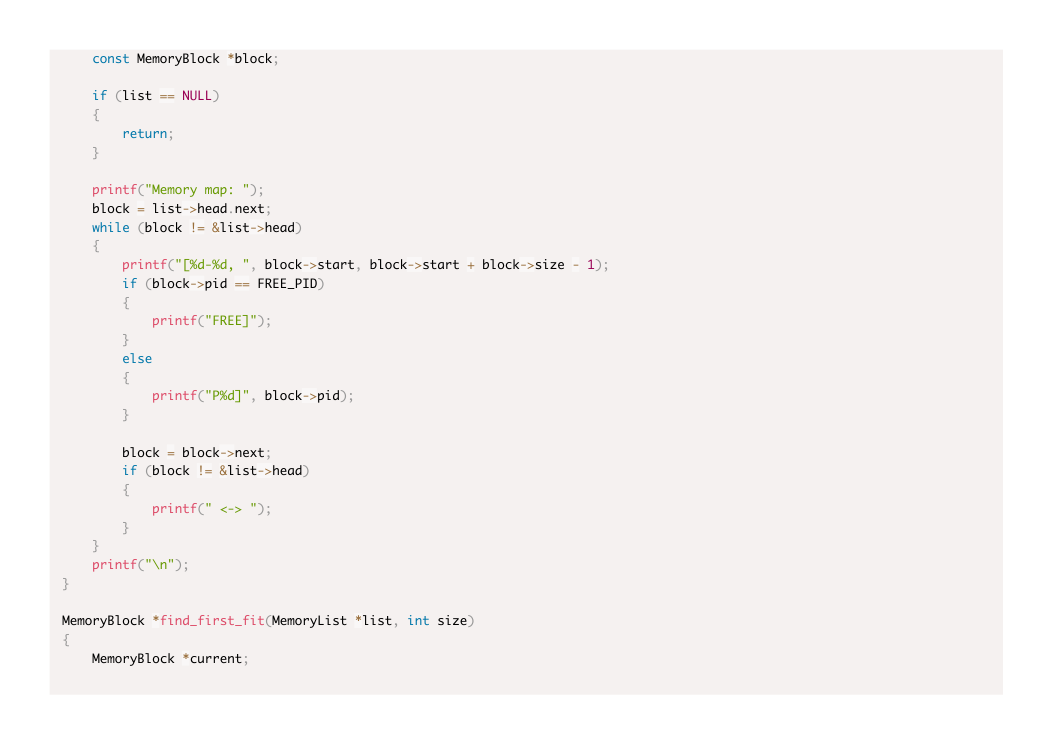 const MemoryBlock *block;

    if (list == NULL)
    {
        return;
    }

    printf("Memory map: ");
    block = list->head.next;
    while (block != &list->head)
    {
        printf("[%d-%d, ", block->start, block->start + block->size - 1);
        if (block->pid == FREE_PID)
        {
            printf("FREE]");
        }
        else
        {
            printf("P%d]", block->pid);
        }

        block = block->next;
        if (block != &list->head)
        {
            printf(" <-> ");
        }
    }
    printf("\n");
}

MemoryBlock *find_first_fit(MemoryList *list, int size)
{
    MemoryBlock *current;